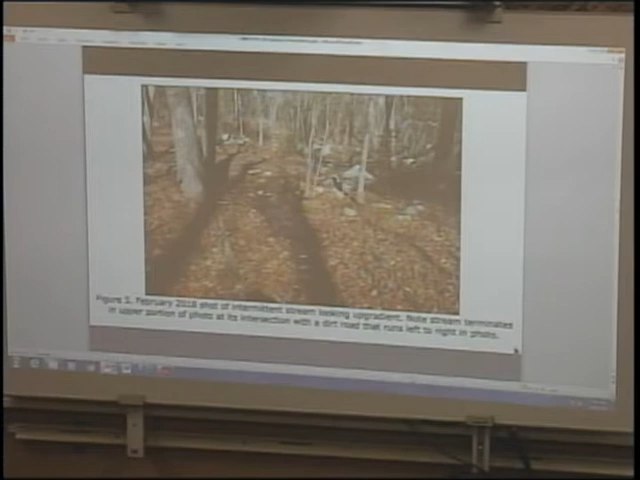 Figure 5. February 2018 shot of intermittent stream looking upgradient. Note stream terminates
in upper portion of photo at its intersection with a dirt road that runs left to right in photo.